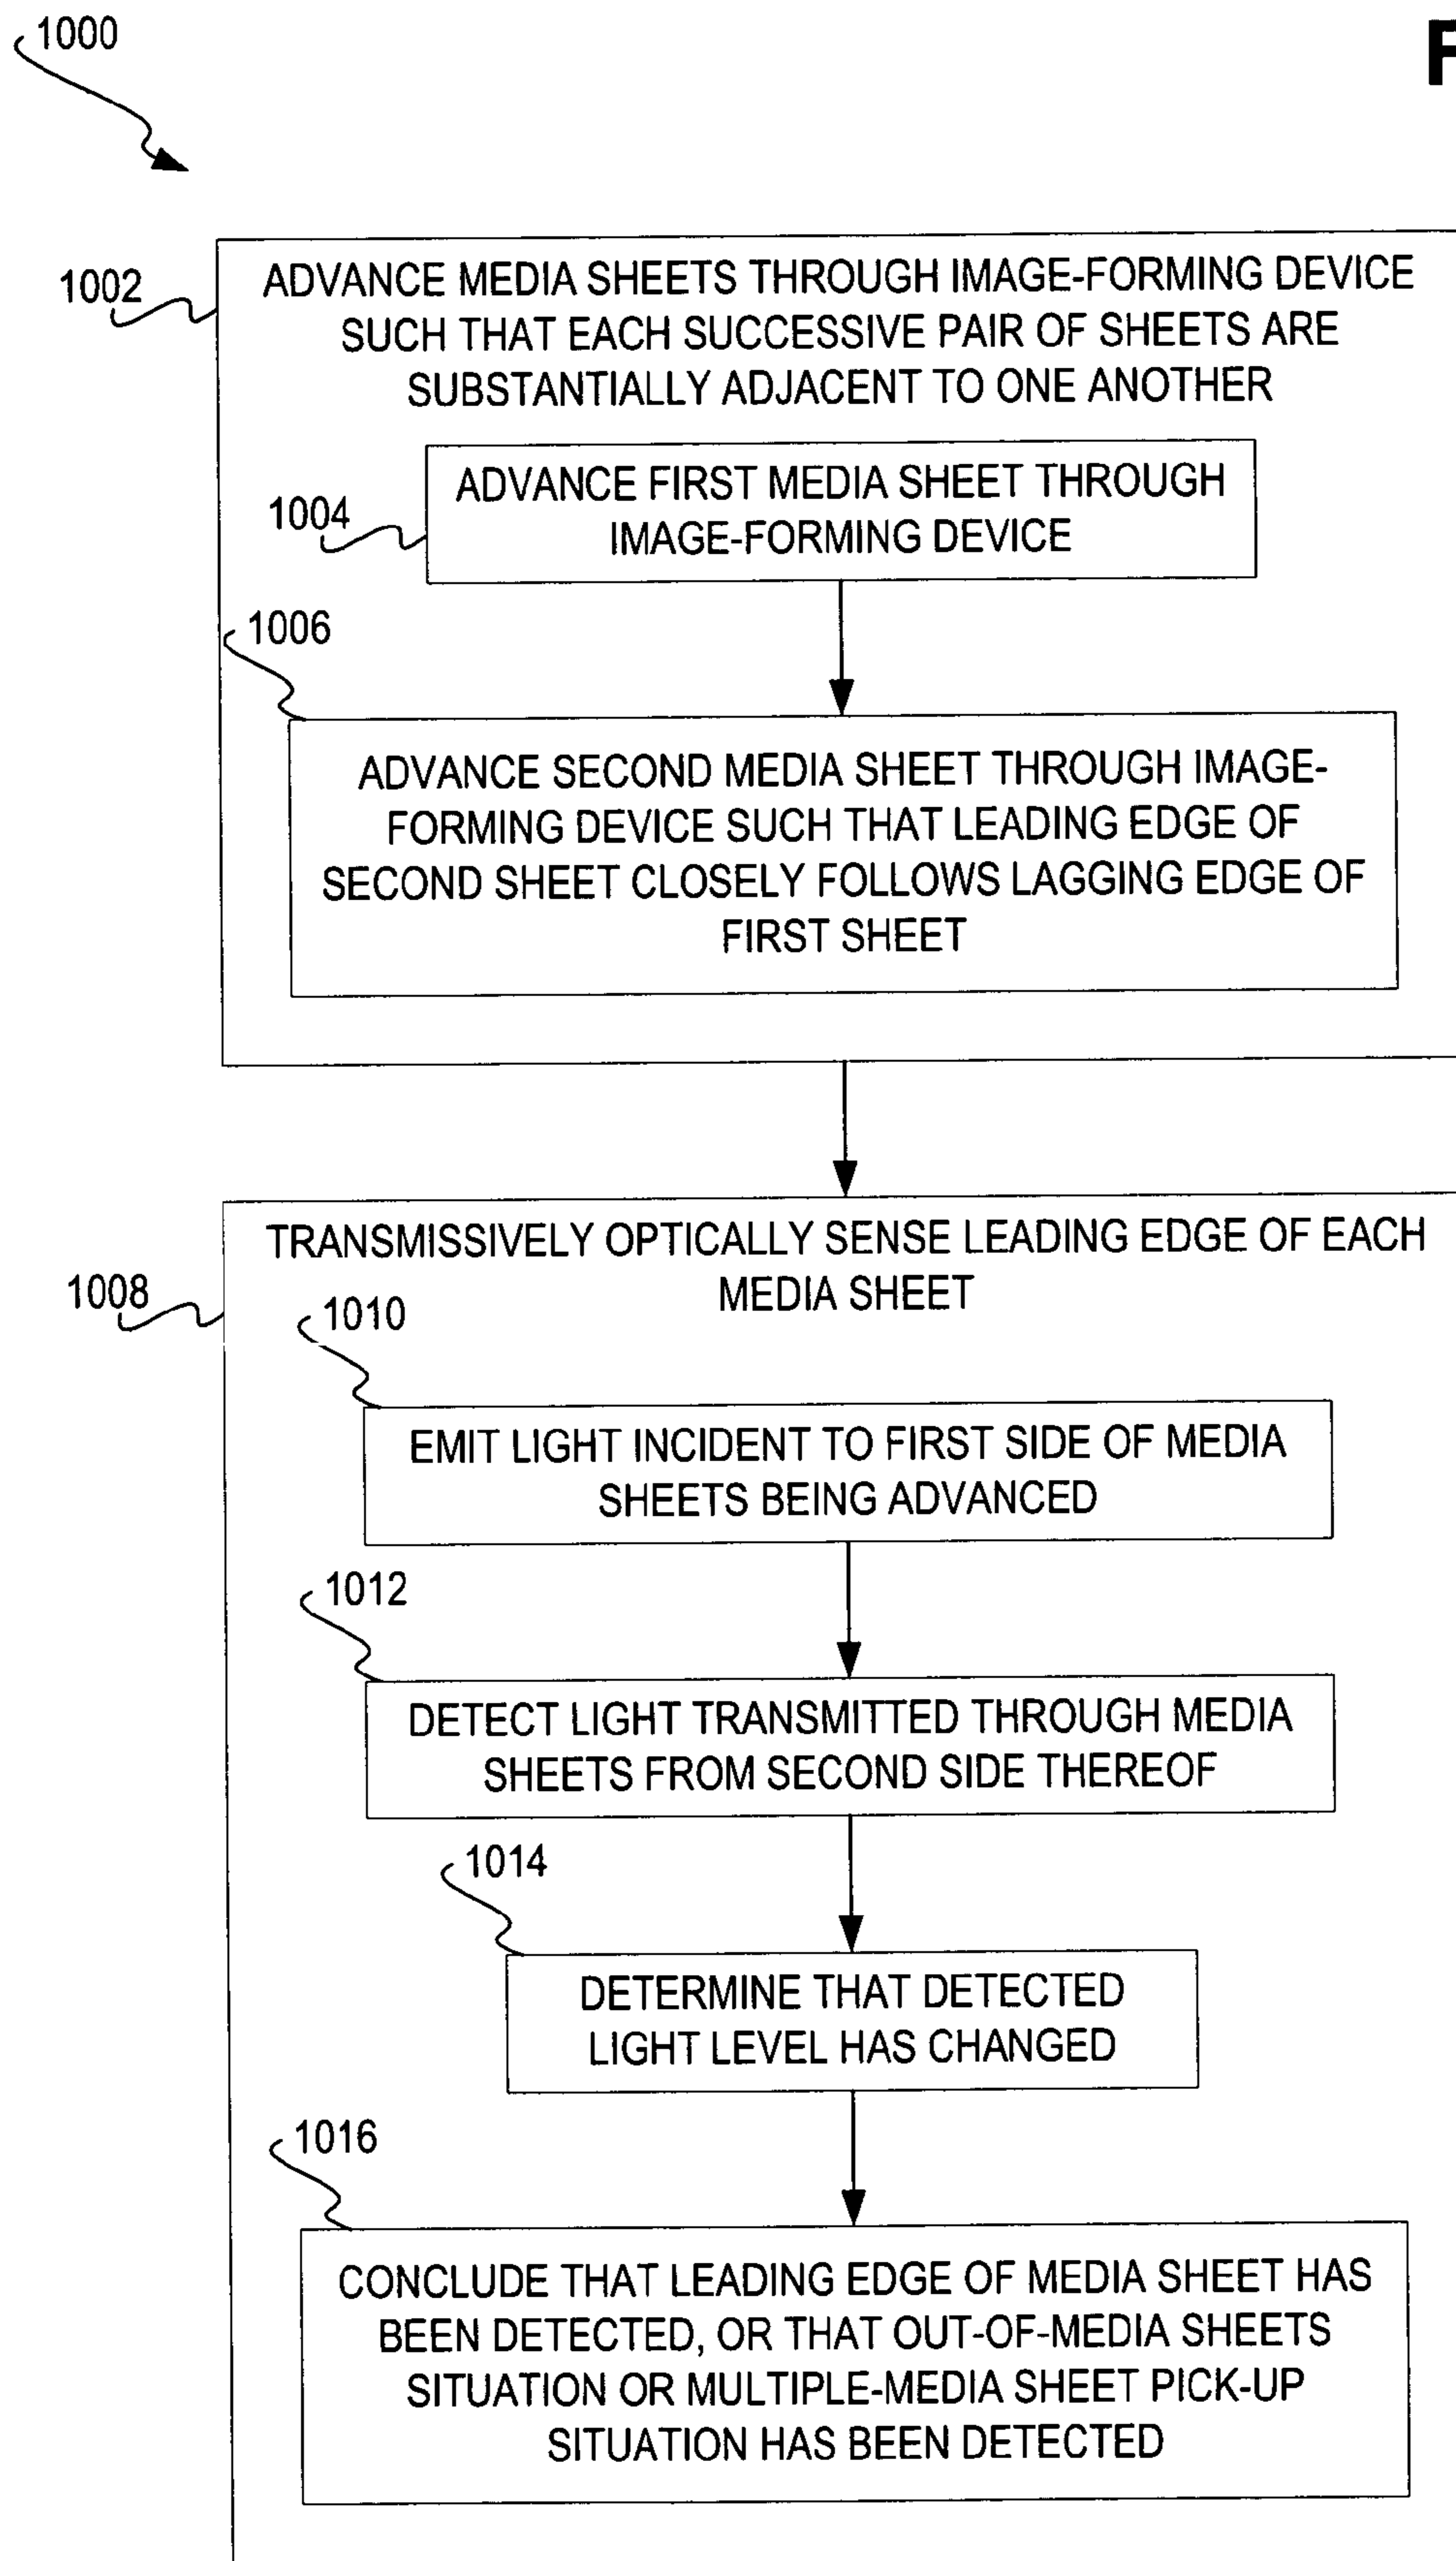 1000
F
1002
ADVANCE MEDIA SHEETS THROUGH IMAGE-FORMING DEVICE
SUCH THAT EACH SUCCESSIVE PAIR OF SHEETS ARE
SUBSTANTIALLY ADJACENT TO ONE ANOTHER
1004
ADVANCE FIRST MEDIA SHEET THROUGH
IMAGE-FORMING DEVICE
1006
ADVANCE SECOND MEDIA SHEET THROUGH IMAGE-
FORMING DEVICE SUCH THAT LEADING EDGE OF
SECOND SHEET CLOSELY FOLLOWS LAGGING EDGE OF
FIRST SHEET
1008
TRANSMISSIVELY OPTICALLY SENSE LEADING EDGE OF EACH
MEDIA SHEET
1010
EMIT LIGHT INCIDENT TO FIRST SIDE OF MEDIA
SHEETS BEING ADVANCED
1012
DETECT LIGHT TRANSMITTED THROUGH MEDIA
SHEETS FROM SECOND SIDE THEREOF
1014
DETERMINE THAT DETECTED
LIGHT LEVEL HAS CHANGED
1016
CONCLUDE THAT LEADING EDGE OF MEDIA SHEET HAS
BEEN DETECTED, OR THAT OUT-OF-MEDIA SHEETS
SITUATION OR MULTIPLE-MEDIA SHEET PICK-UP
SITUATION HAS BEEN DETECTED